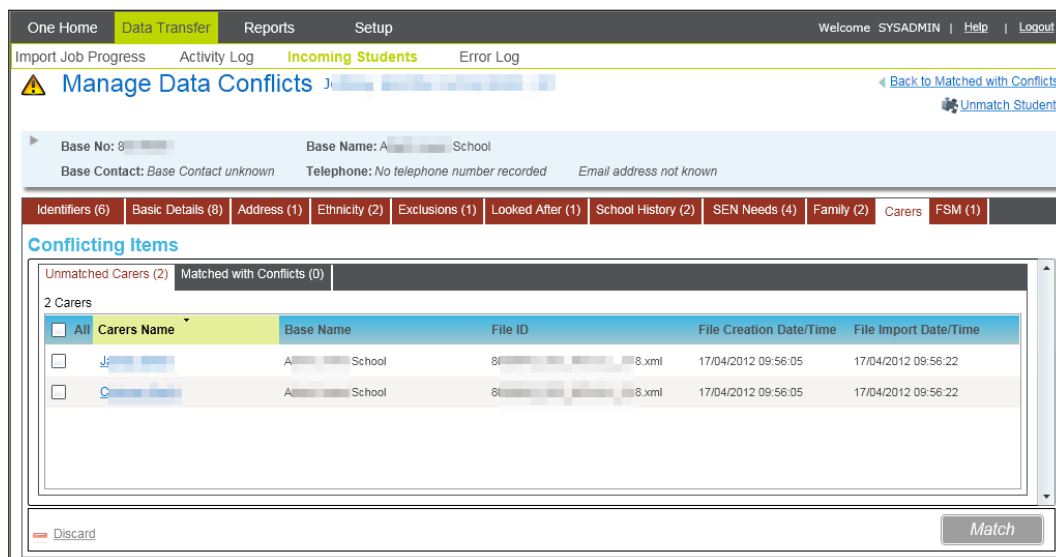 One Home Data Transfer Reports Setup Welcome SYSADMIN | Help | Logout
Import Job Progress Activity Log Incoming Students Error Log
Manage Data Conflicts
Back to Matched with Conflicts
Unmatch Student
Base No: Base Name: School
Base Contact: Base Contact unknown Telephone: No telephone number recorded Email address not known
Identifiers (6) Basic Details (8) Address (1) Ethnicity (2) Exclusions (1) Looked After (1) School History (2) SEN Needs (4) Family (2) Carers FSM (1)
Conflicting Items
Unmatched Carers (2) Matched with Conflicts (0)
2 Carers
All Carers Name Base Name File ID File Creation Date/Time File Import Date/Time
School 8.xml 17/04/2012 09:56:05 17/04/2012 09:56:22
School 8.xml 17/04/2012 09:56:05 17/04/2012 09:56:22
Discard Match